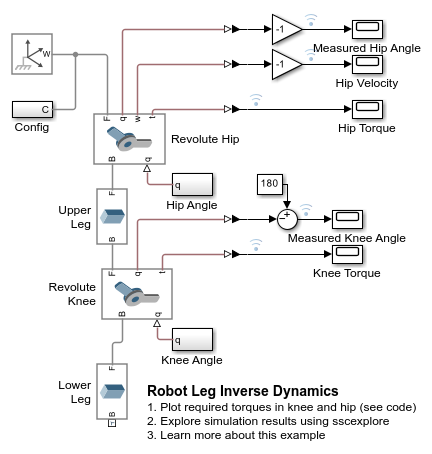 -1
Measured Hip Angle
W
-1
Hip Velocity
C
Config
F
q
w
t
Hip Torque
Revolute Hip
B
q
F
q
Hip Angle
180
Upper
Leg
+
−
Measured Knee Angle
B
F
q
t
Knee Torque
Revolute
Knee
B
q
q
Knee Angle
F
Lower
Leg
B
Robot Leg Inverse Dynamics
1. Plot required torques in knee and hip (see code)
2. Explore simulation results using sscexplore
3. Learn more about this example